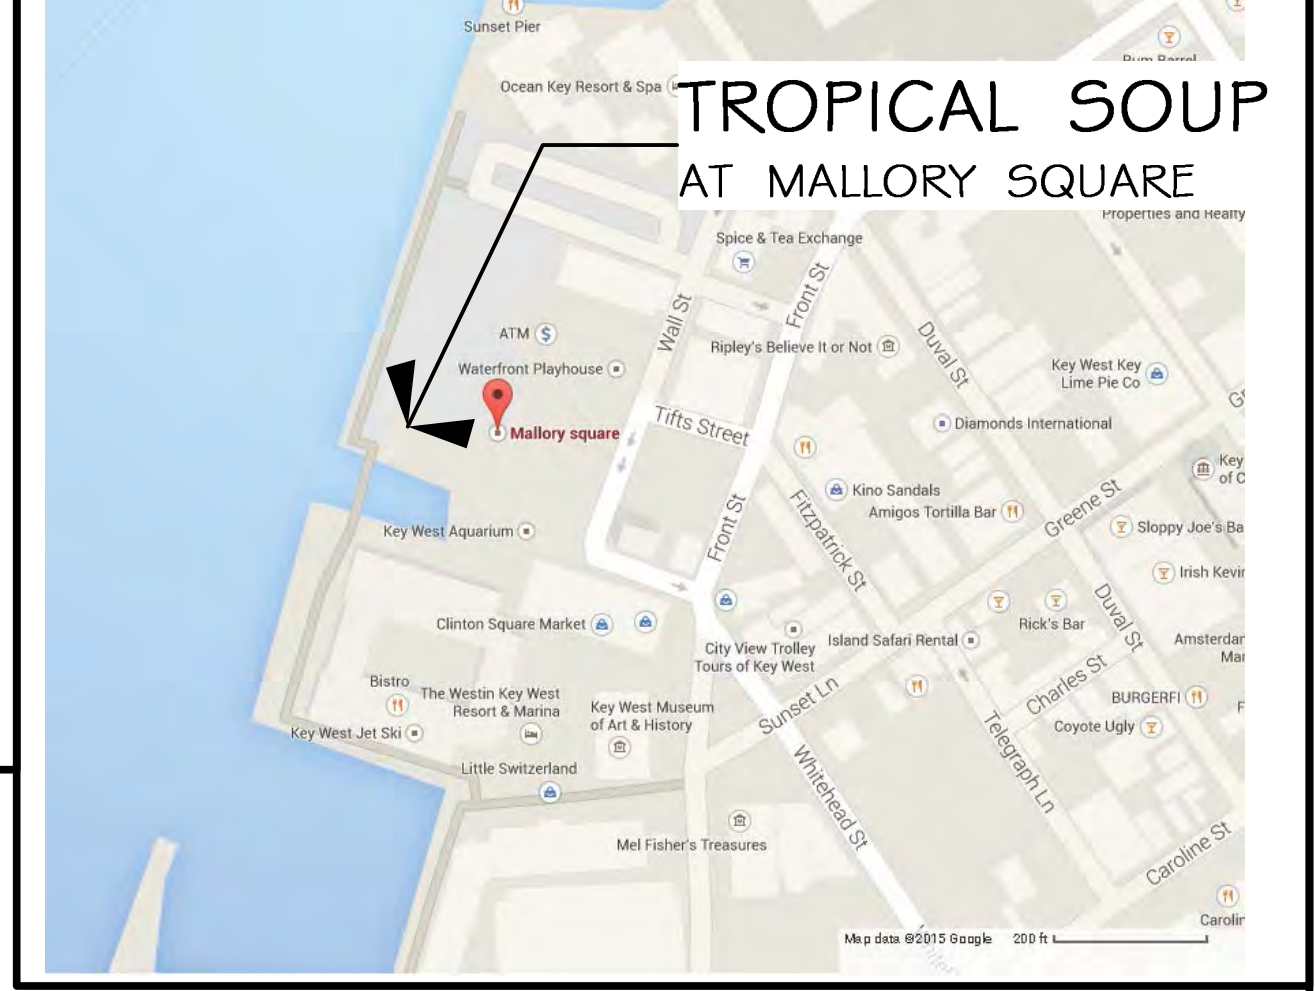 Sunset Pier
Rum Barrel
Ocean Key Resort & Spa
TROPICAL SOUP
AT MALLORY SQUARE
Properties and Realty
Spice & Tea Exchange
Front St
Wall St
ATM
Ripley's Believe It or Not
Duval St
Waterfront Playhouse
Key West Key
Lime Pie Co
Mallory square
Tifts Street
Diamonds International
Key
of C
Kino Sandals
Amigos Tortilla Bar
Greene St
Sloppy Joe's Ba
Key West Aquarium
Front St
Fitzpatrick St
Irish Kevin
Clinton Square Market
Rick's Bar
Duval St
City View Trolley
Tours of Key West
Island Safari Rental
Amsterdam
Mar
Charles St
Bistro
The Westin Key West
Resort & Marina
Key West Museum
of Art & History
Sunset Ln
BURGERFI
Coyote Ugly
Key West Jet Ski
Telegraph Ln
Little Switzerland
Whitehead St
Mel Fisher's Treasures
Caroline St
Carolin
Map data ©2015 Google 200 ft